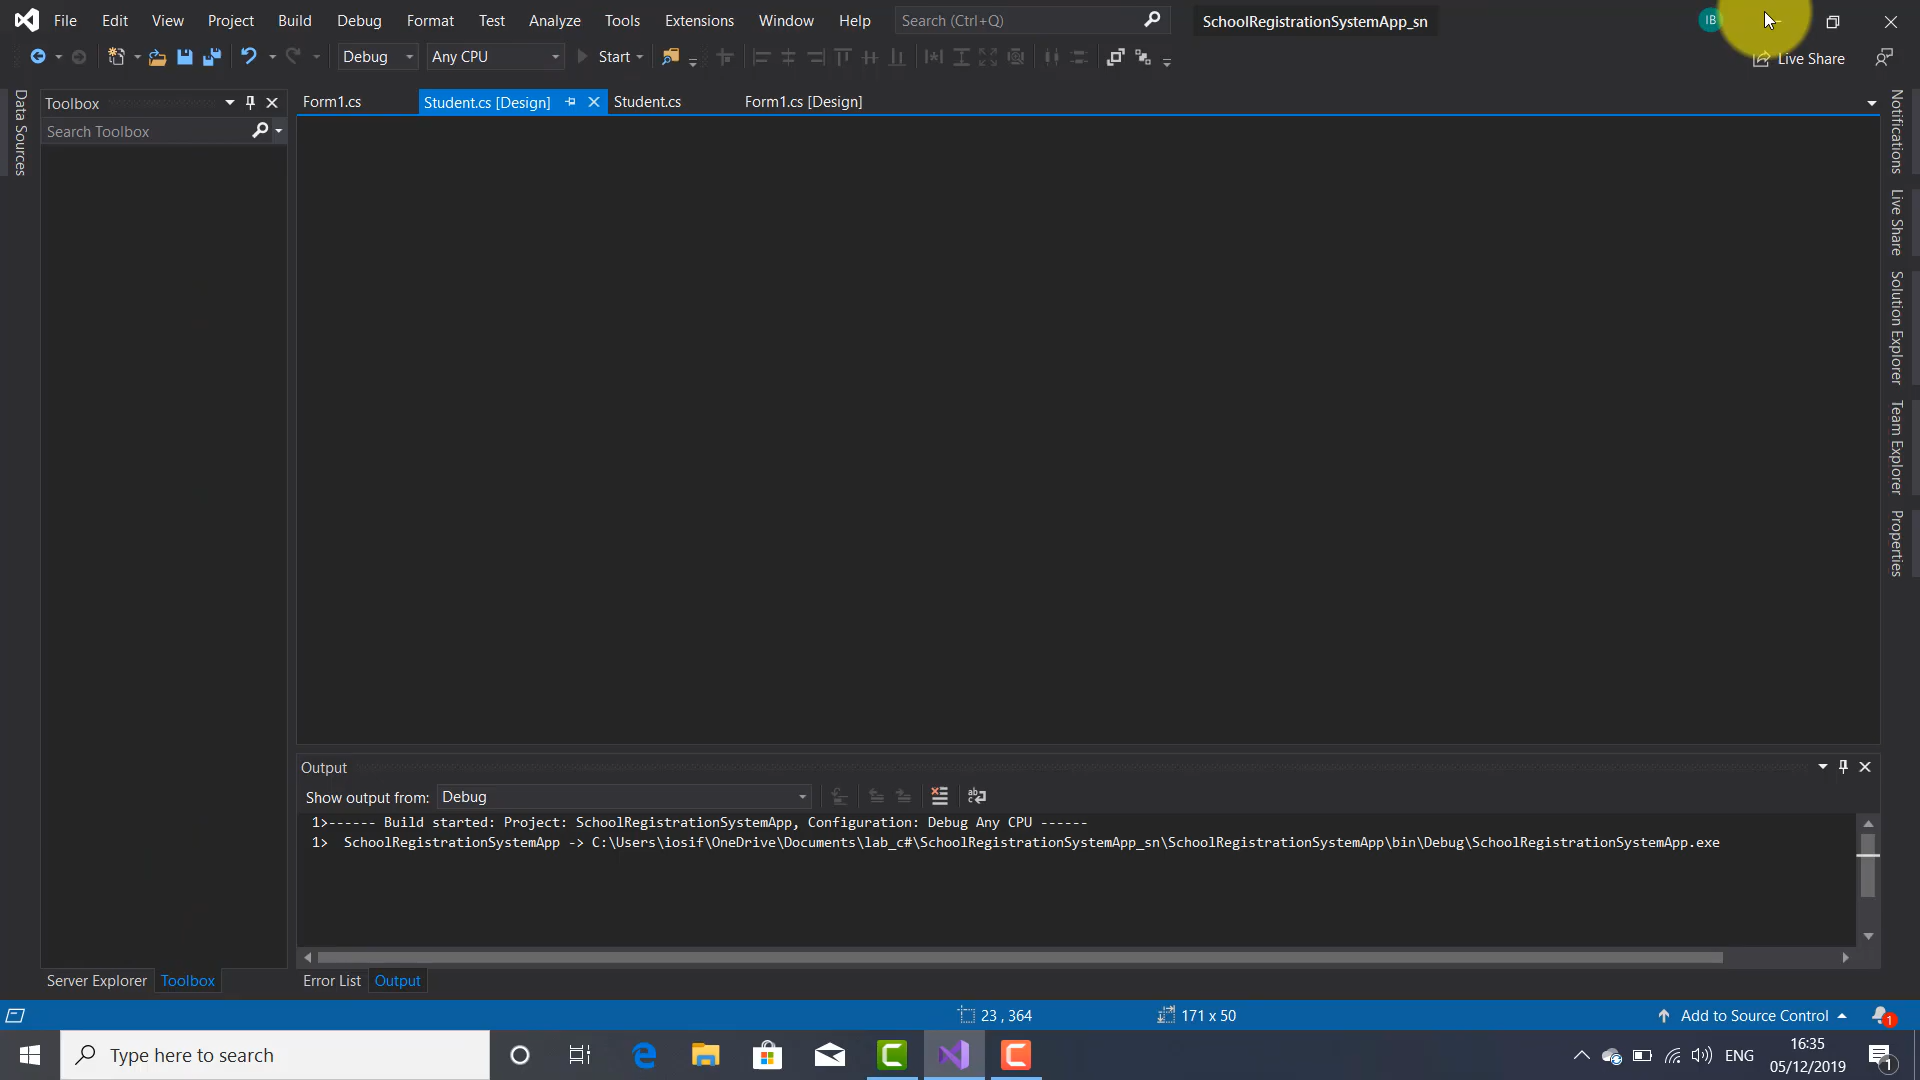 File Edit View Project Build Debug Format Test Analyze Tools Extensions Window Help Search (Ctrl+Q) SchoolRegistrationSystemApp_sn IB
Debug Any CPU Start Live Share
Data Sources
Toolbox
Search Toolbox
Form1.cs Student.cs [Design] Student.cs Form1.cs [Design]
Notifications
Live Share
Solution Explorer
Team Explorer
Properties
Output
Show output from: Debug
1>------ Build started: Project: SchoolRegistrationSystemApp, Configuration: Debug Any CPU ------
1>  SchoolRegistrationSystemApp -> C:\Users\iosif\OneDrive\Documents\lab_c#\SchoolRegistrationSystemApp_sn\SchoolRegistrationSystemApp\bin\Debug\SchoolRegistrationSystemApp.exe
Server Explorer Toolbox Error List Output
23 , 364 171 x 50 Add to Source Control 1
Type here to search ENG 16:35
05/12/2019 1